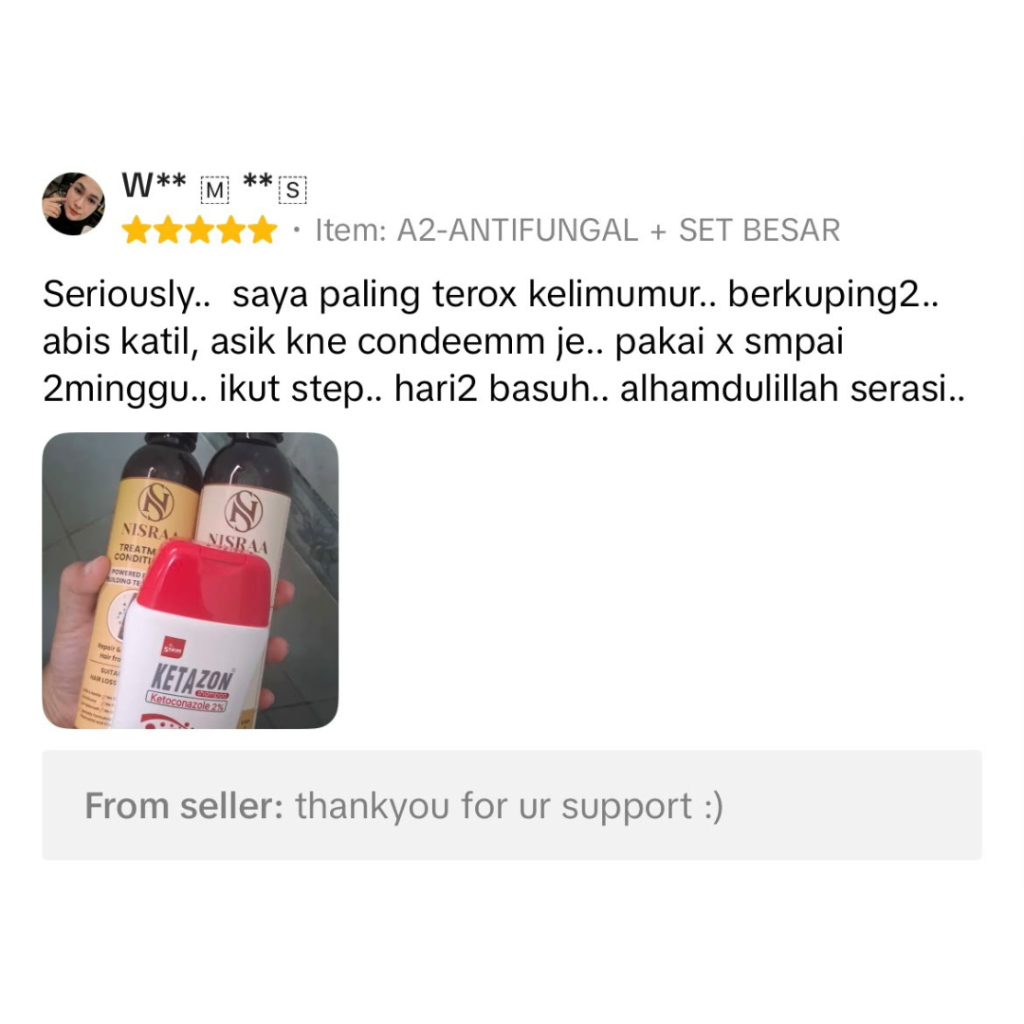 W** M ** S
Item: A2-ANTIFUNGAL + SET BESAR
Seriously.. saya paling terox kelimumur.. berkuping2..
abis katil, asik kne condeemm je.. pakai x smpai
2minggu.. ikut step.. hari2 basuh.. alhamdulillah serasi..
NISRAA
NISRAA
KETAZON
shampoo
Ketoconazole 2%
From seller: thankyou for ur support :)